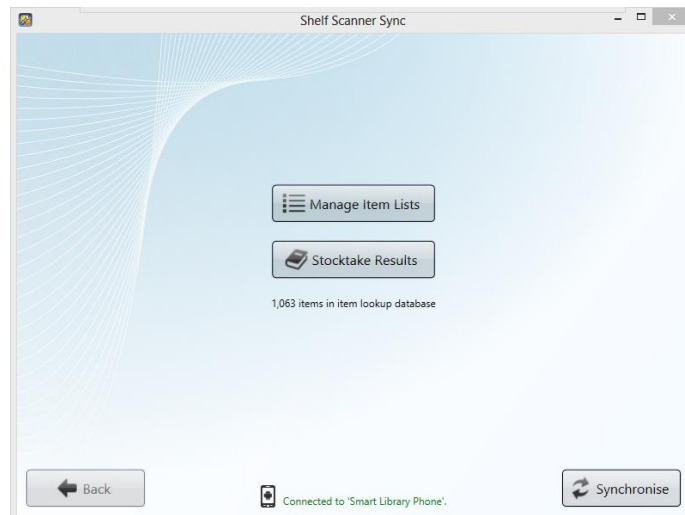 Shelf Scanner Sync
Manage Item Lists
Stocktake Results
1,063 items in item lookup database
Back
Connected to 'Smart Library Phone'.
Synchronise